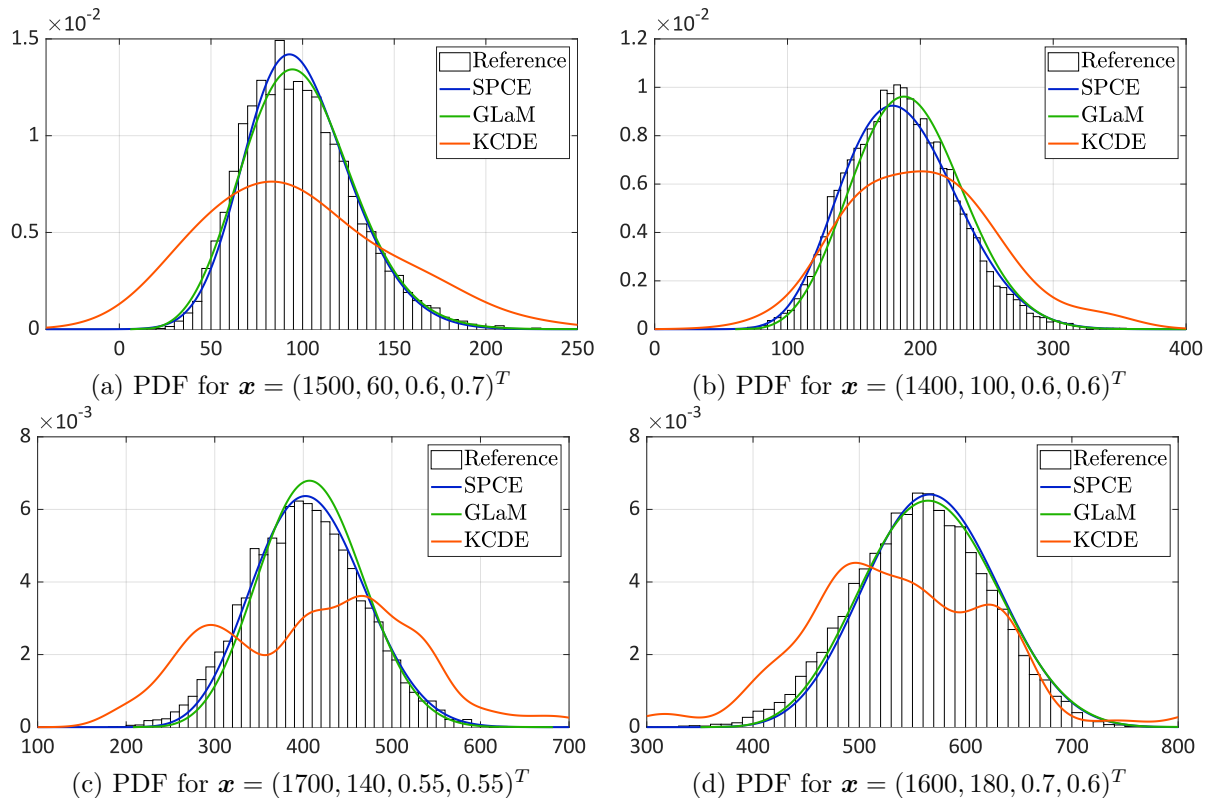 ×10⁻²
1.5
1
0.5
0
0
50
100
150
200
250
Reference
SPCE
GLaM
KCDE
(a) PDF for x = (1500, 60, 0.6, 0.7)ᵀ
×10⁻²
1.2
1
0.8
0.6
0.4
0.2
0
0
100
200
300
400
Reference
SPCE
GLaM
KCDE
(b) PDF for x = (1400, 100, 0.6, 0.6)ᵀ
×10⁻³
8
6
4
2
0
100
200
300
400
500
600
700
Reference
SPCE
GLaM
KCDE
(c) PDF for x = (1700, 140, 0.55, 0.55)ᵀ
×10⁻³
8
6
4
2
0
300
400
500
600
700
800
Reference
SPCE
GLaM
KCDE
(d) PDF for x = (1600, 180, 0.7, 0.6)ᵀ